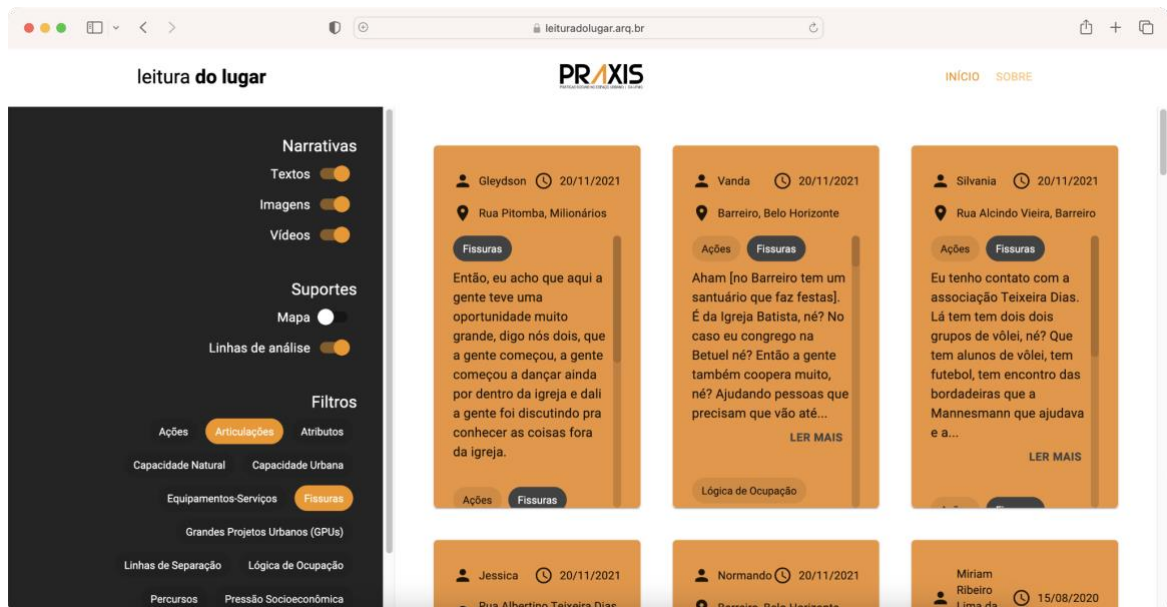 leituradolugar.arq.br
leitura do lugar
PRAXIS
INÍCIO SOBRE
Narrativas
Textos
Imagens
Vídeos
Suportes
Mapa
Linhas de análise
Filtros
Ações Articulações Atributos
Capacidade Natural Capacidade Urbana
Equipamentos-Serviços Fissuras
Grandes Projetos Urbanos (GPUs)
Linhas de Separação Lógica de Ocupação
Percursos Pressão Socioeconômica
Gleydson 20/11/2021
Rua Pitomba, Milionários
Fissuras
Então, eu acho que aqui a
gente teve uma
oportunidade muito
grande, digo nós dois, que
a gente começou, a gente
começou a dançar ainda
por dentro da igreja e dali
a gente foi discutindo pra
conhecer as coisas fora
da igreja.
Ações Fissuras
Vanda 20/11/2021
Barreiro, Belo Horizonte
Ações Fissuras
Aham [no Barreiro tem um
santuário que faz festas].
É da Igreja Batista, né? No
caso eu congrego na
Betuel né? Então a gente
também coopera muito,
né? Ajudando pessoas que
precisam que vão até...
LER MAIS
Lógica de Ocupação
Silvania 20/11/2021
Rua Alcindo Vieira, Barreiro
Ações Fissuras
Eu tenho contato com a
associação Teixeira Dias.
Lá tem tem dois dois
grupos de vôlei, né? Que
tem alunos de vôlei, tem
futebol, tem encontro das
bordadeiras que a
Mannesmann que ajudava
e a...
LER MAIS
Jessica 20/11/2021
Rua Albertino Teixeira Dias
Normando 20/11/2021
Barreiro, Belo Horizonte
Miriam
Ribeiro
Lima da
15/08/2020